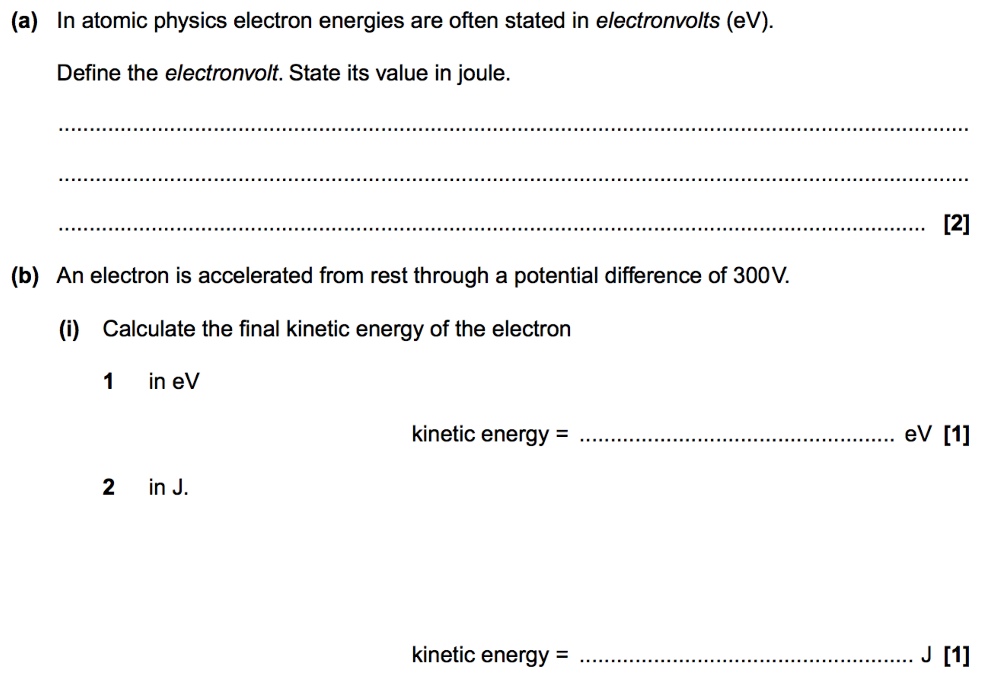 (a) In atomic physics electron energies are often stated in electronvolts (eV).
Define the electronvolt. State its value in joule.
..........................................................................................................................................
..........................................................................................................................................
.................................................................................................................................... [2]
(b) An electron is accelerated from rest through a potential difference of 300V.
(i) Calculate the final kinetic energy of the electron
1 in eV
kinetic energy = .................................................. eV [1]
2 in J.
kinetic energy = ..................................................... J [1]